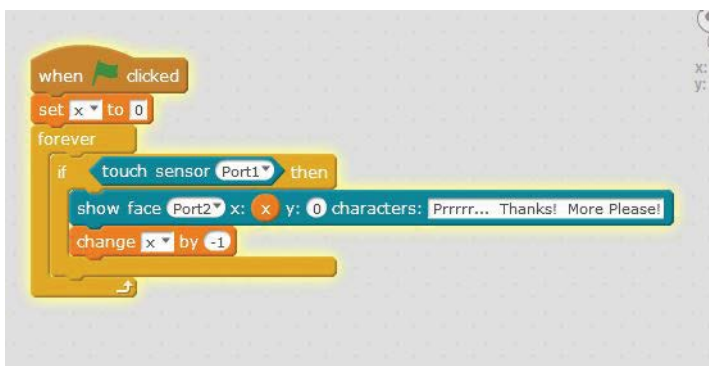 when clicked
set x to 0
forever
if touch sensor Port1 then
show face Port2 x: x y: 0 characters: Prrrrr... Thanks! More Please!
change x by -1
x:
y: